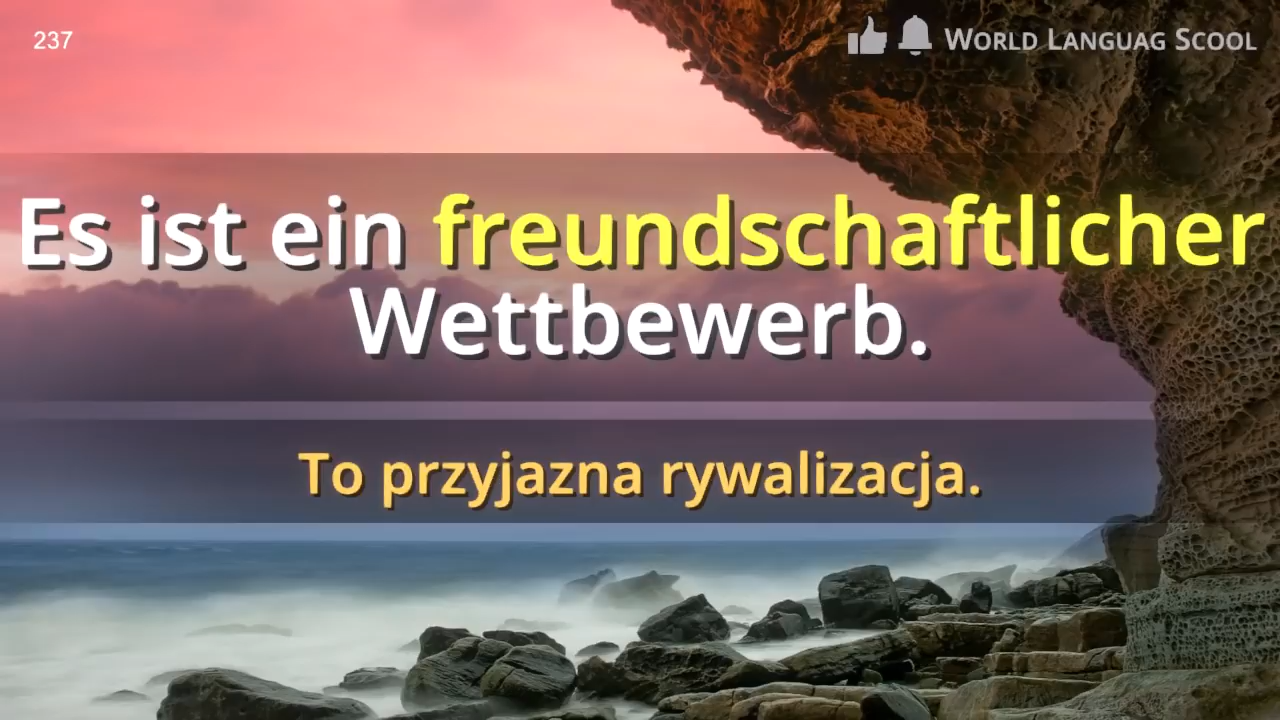 237
World Languag Scool
Es ist ein freundschaftlicher
Wettbewerb.
To przyjazna rywalizacja.